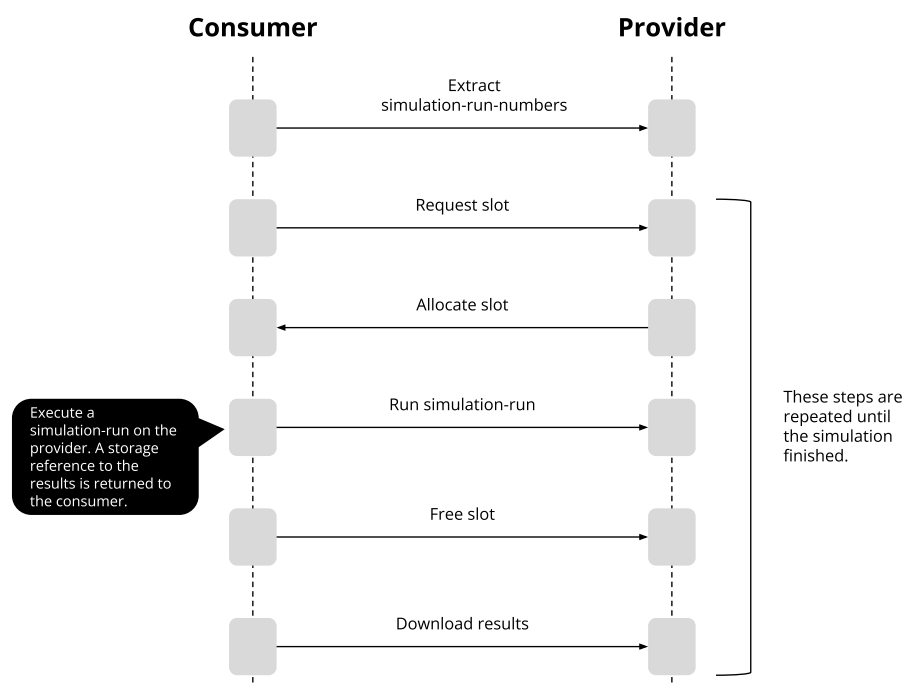 Consumer
Provider
Extract
simulation-run-numbers
Request slot
Allocate slot
Run simulation-run
Execute a
simulation-run on the
provider. A storage
reference to the
results is returned to
the consumer.
These steps are
repeated until
the simulation
finished.
Free slot
Download results